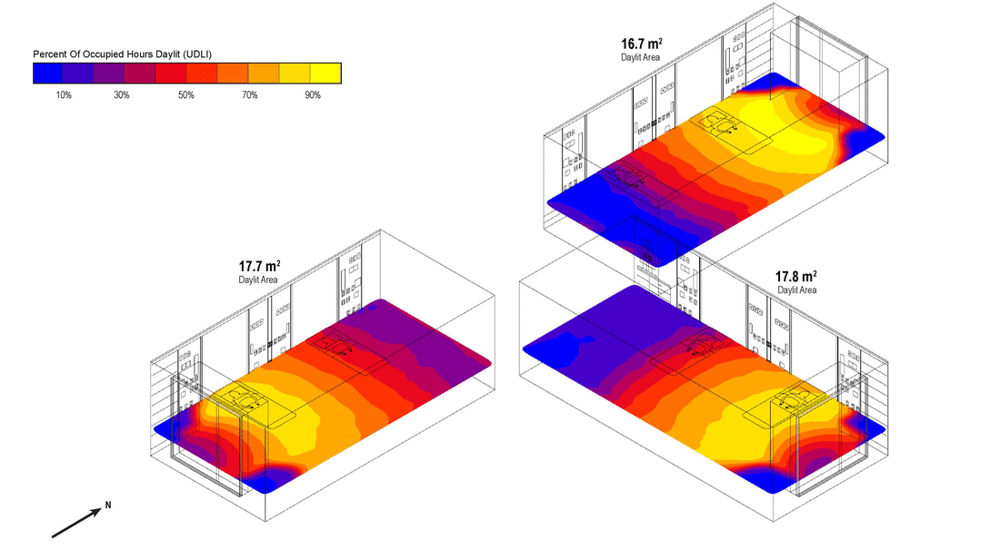 Percent Of Occupied Hours Daylit (UDLI)
10% 30% 50% 70% 90%
16.7 m²
Daylit Area
17.7 m²
Daylit Area
17.8 m²
Daylit Area
N